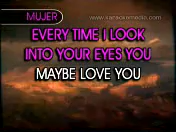 MUJER
www.karaokemedia.com
EVERY TIME I LOOK
INTO YOUR EYES YOU
MAYBE LOVE YOU